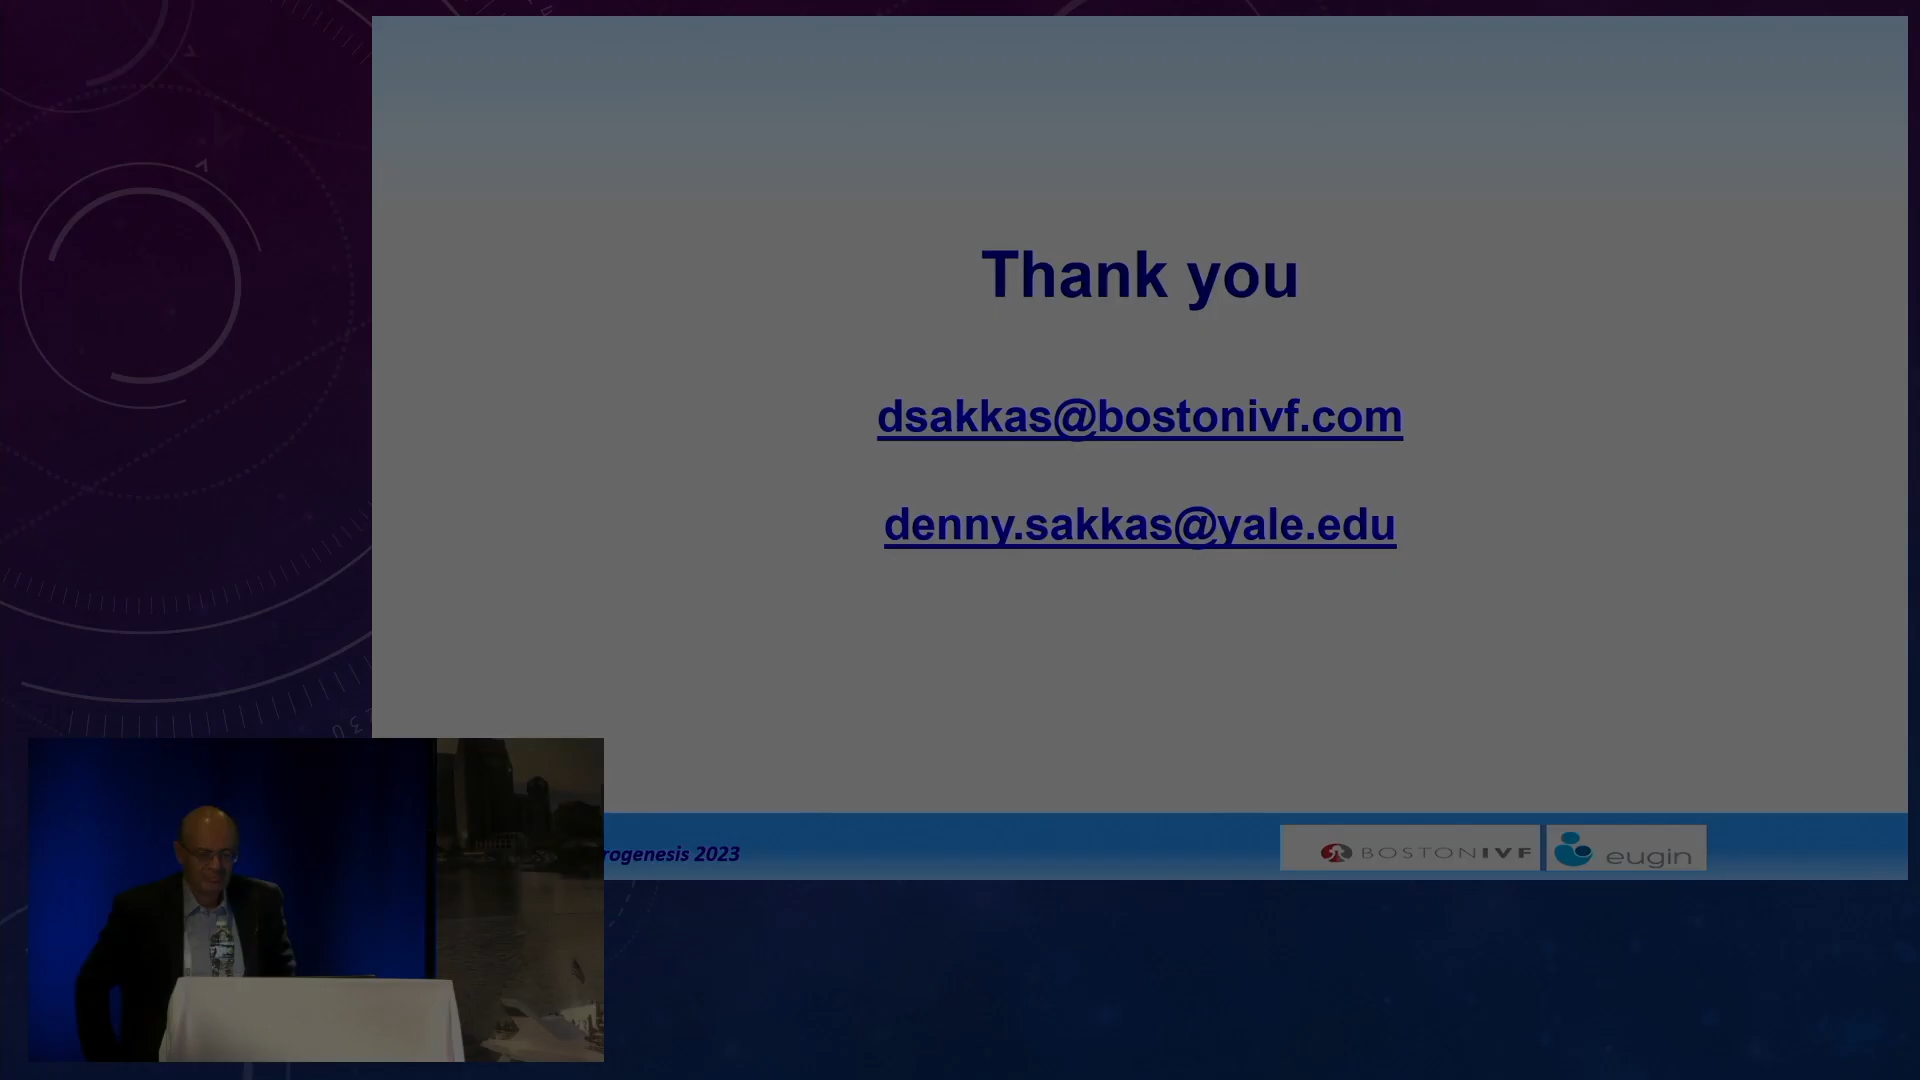 Thank you
dsakkas@bostonivf.com
denny.sakkas@yale.edu
rogenesis 2023
BOSTONIVF
eugin